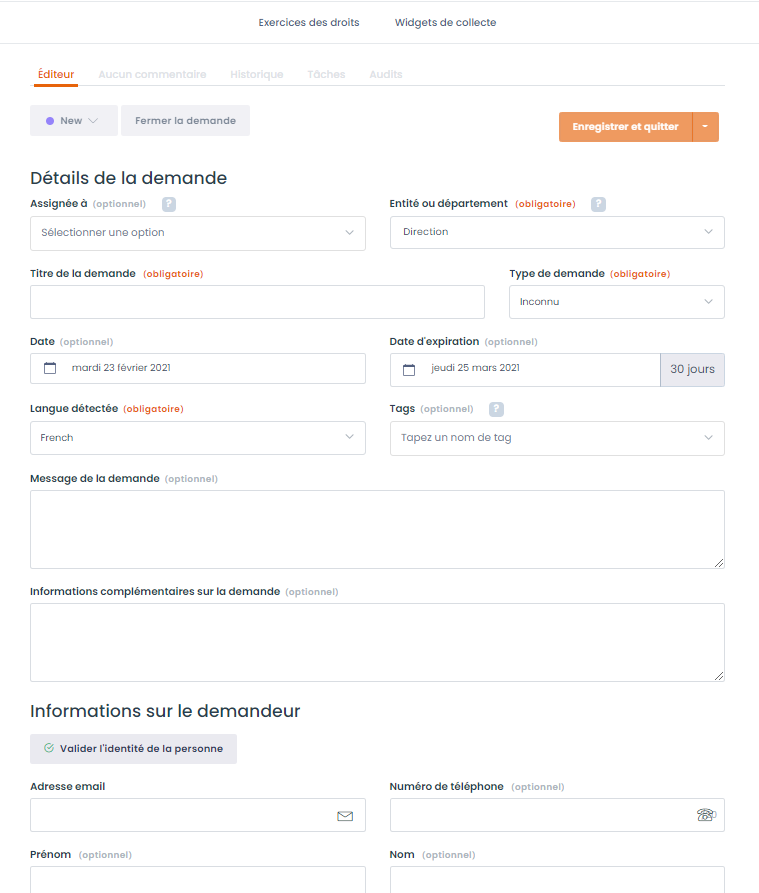 Exercices des droits Widgets de collecte
Éditeur Aucun commentaire Historique Tâches Audits
New Fermer la demande
Enregistrer et quitter
Détails de la demande
Assignée à (optionnel) ? Entité ou département (obligatoire) ?
Sélectionner une option Direction
Titre de la demande (obligatoire) Type de demande (obligatoire)
Inconnu
Date (optionnel) Date d'expiration (optionnel)
mardi 23 février 2021 jeudi 25 mars 2021 30 jours
Langue détectée (obligatoire) Tags (optionnel) ?
French Tapez un nom de tag
Message de la demande (optionnel)
Informations complémentaires sur la demande (optionnel)
Informations sur le demandeur
Valider l'identité de la personne
Adresse email Numéro de téléphone (optionnel)
Prénom (optionnel) Nom (optionnel)